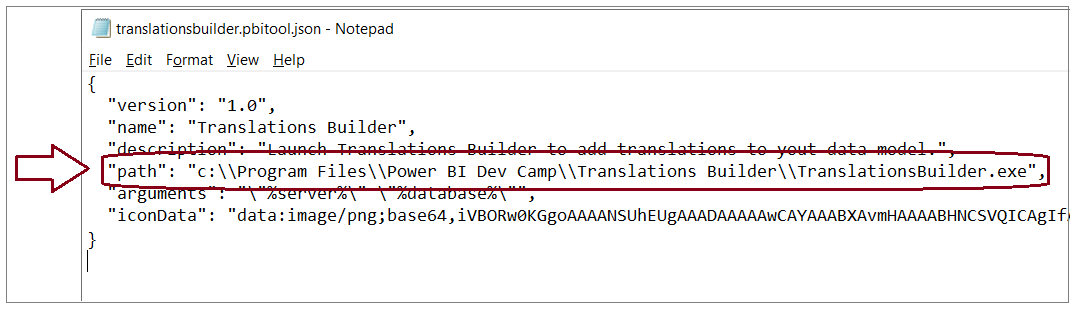 translationsbuilder.pbitool.json - Notepad
File Edit Format View Help
{
"version": "1.0",
"name": "Translations Builder",
"description": "Launch Translations Builder to add translations to yout data model.",
"path": "c:\\Program Files\\Power BI Dev Camp\\Translations Builder\\TranslationsBuilder.exe",
"arguments": "\"%server%\" \"%database%\"",
"iconData": "data:image/png;base64,iVBORw0KGgoAAAANSUhEUgAAADAAAAAwCAYAAABXAvmHAAAABHNCSVQICAgIf
}